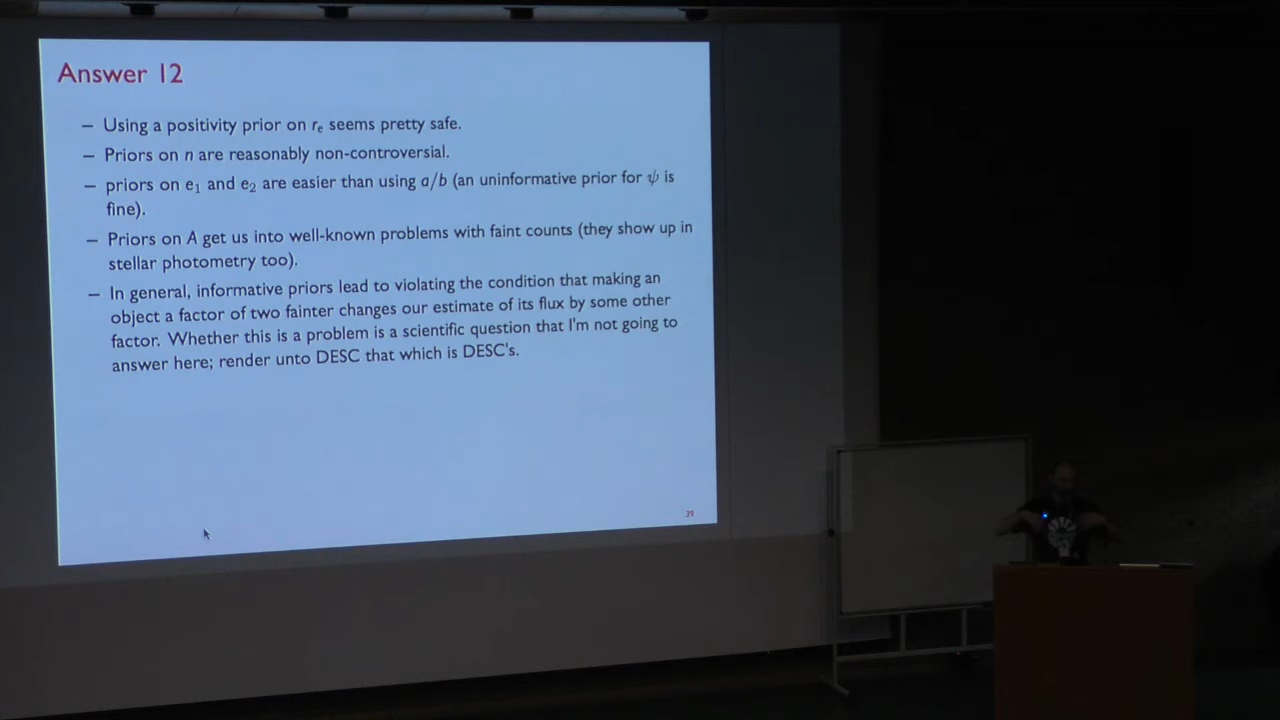 Answer 12
– Using a positivity prior on rₑ seems pretty safe.
– Priors on n are reasonably non-controversial.
– priors on e₁ and e₂ are easier than using a/b (an uninformative prior for ψ is
fine).
– Priors on A get us into well-known problems with faint counts (they show up in
stellar photometry too).
– In general, informative priors lead to violating the condition that making an
object a factor of two fainter changes our estimate of its flux by some other
factor. Whether this is a problem is a scientific question that I'm not going to
answer here; render unto DESC that which is DESC's.
39